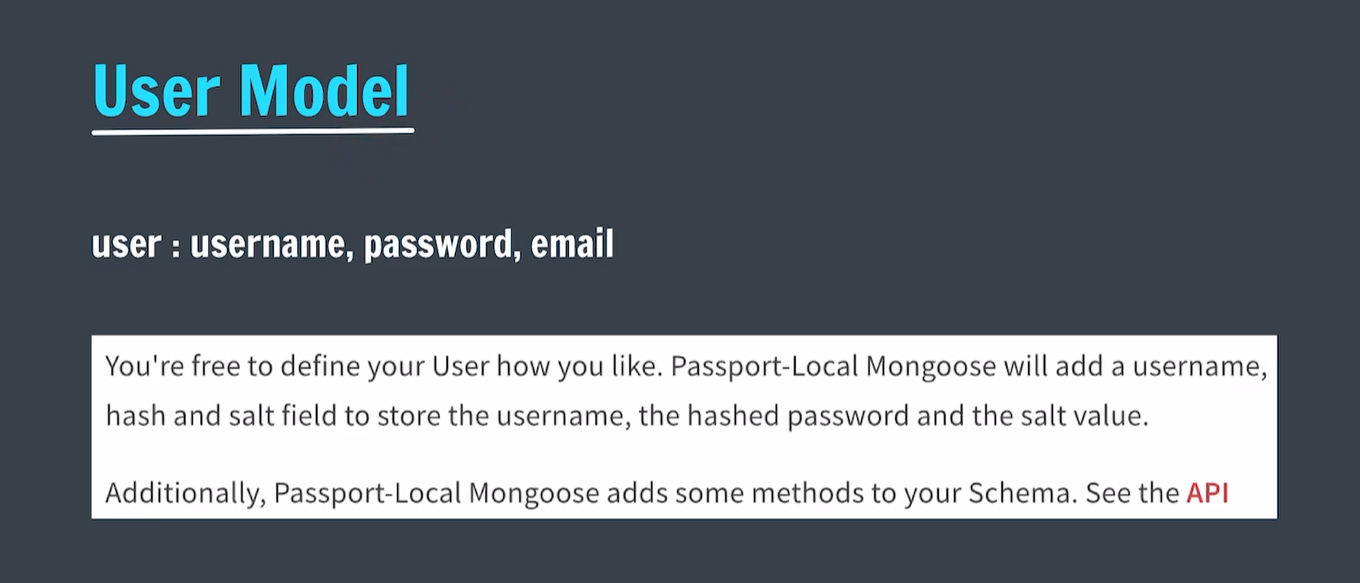 User Model
user : username, password, email
You're free to define your User how you like. Passport-Local Mongoose will add a username,
hash and salt field to store the username, the hashed password and the salt value.
Additionally, Passport-Local Mongoose adds some methods to your Schema. See the API